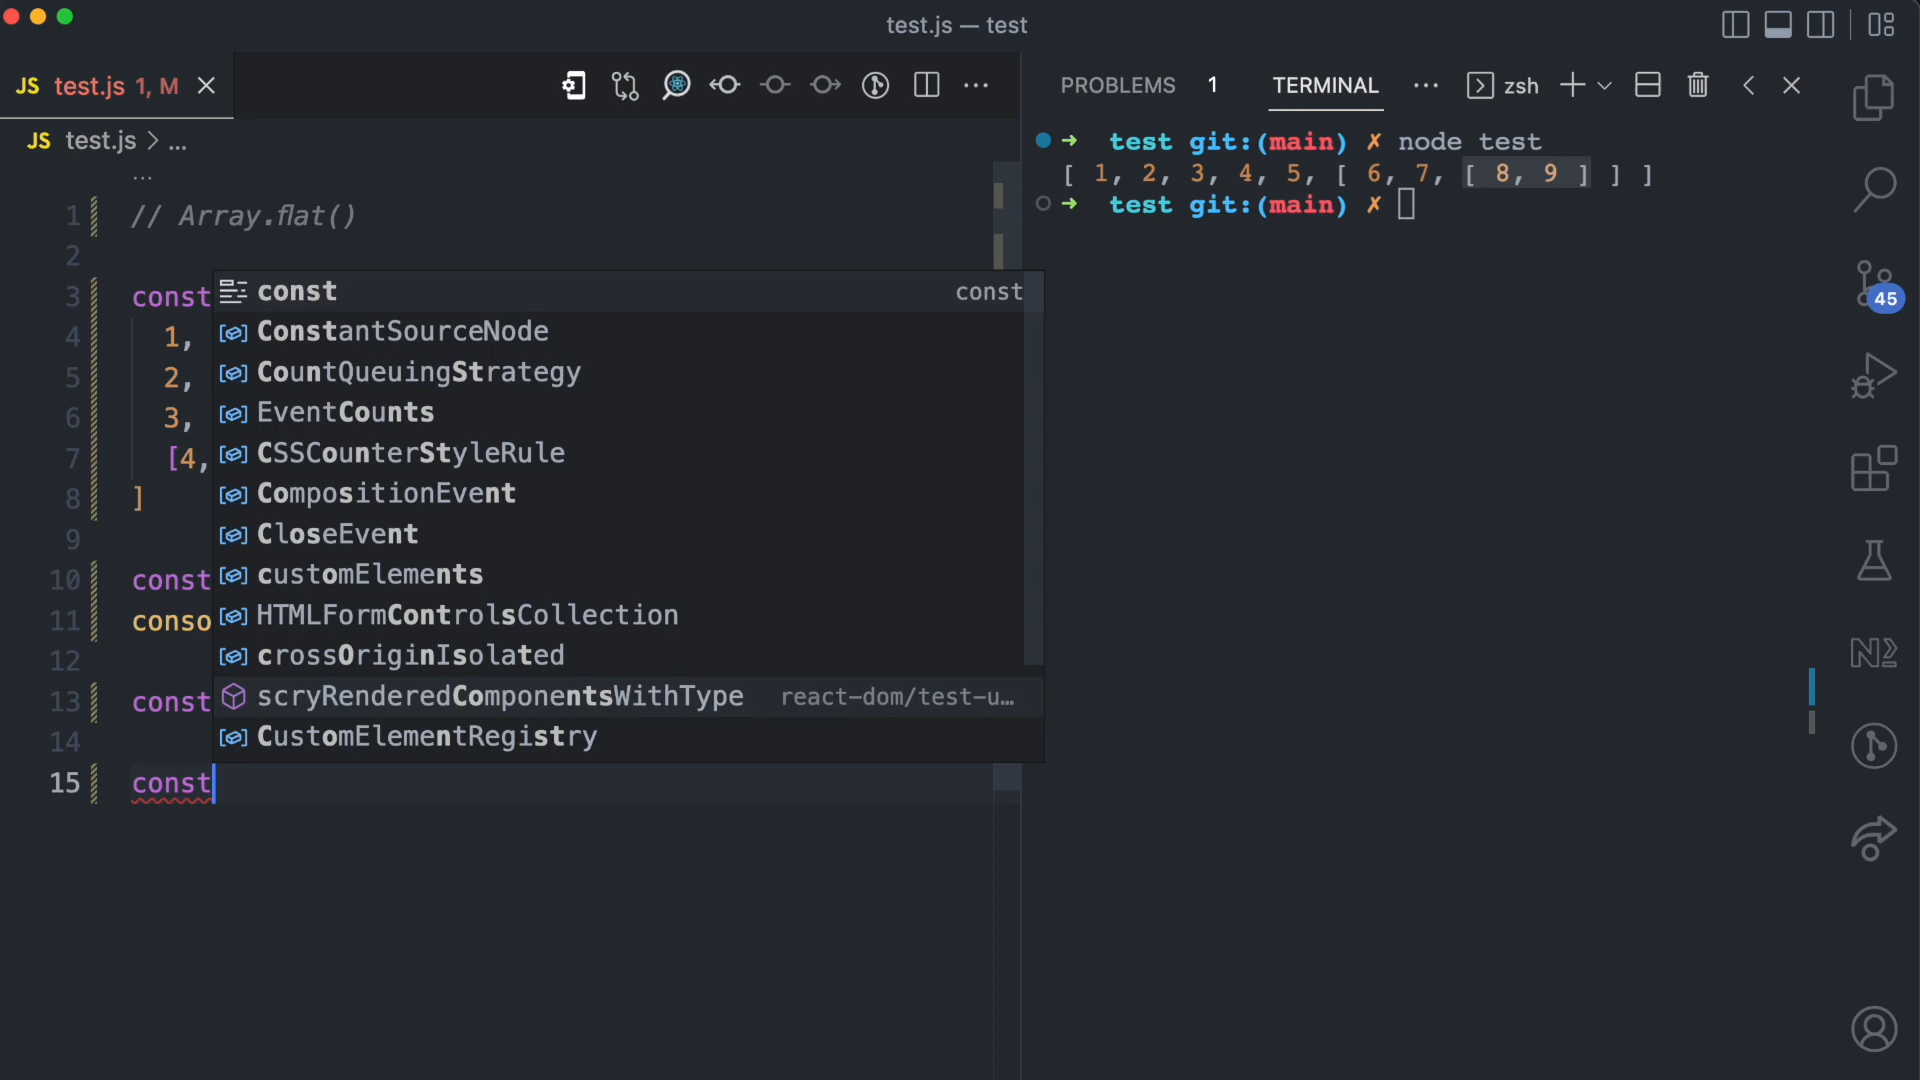 test.js — test
JS test.js 1, M
JS test.js > ...
...
1 // Array.flat()
2
3 const
4 1,
5 2,
6 3,
7 [4,
8 ]
9
10 const
11 conso
12
13 const
14
15 const
const const
ConstantSourceNode
CountQueuingStrategy
EventCounts
CSSCounterStyleRule
CompositionEvent
CloseEvent
customElements
HTMLFormControlsCollection
crossOriginIsolated
scryRenderedComponentsWithType react-dom/test-u…
CustomElementRegistry
PROBLEMS 1 TERMINAL ... zsh
➜ test git:(main) ✗ node test
[ 1, 2, 3, 4, 5, [ 6, 7, [ 8, 9 ] ] ]
➜ test git:(main) ✗
45